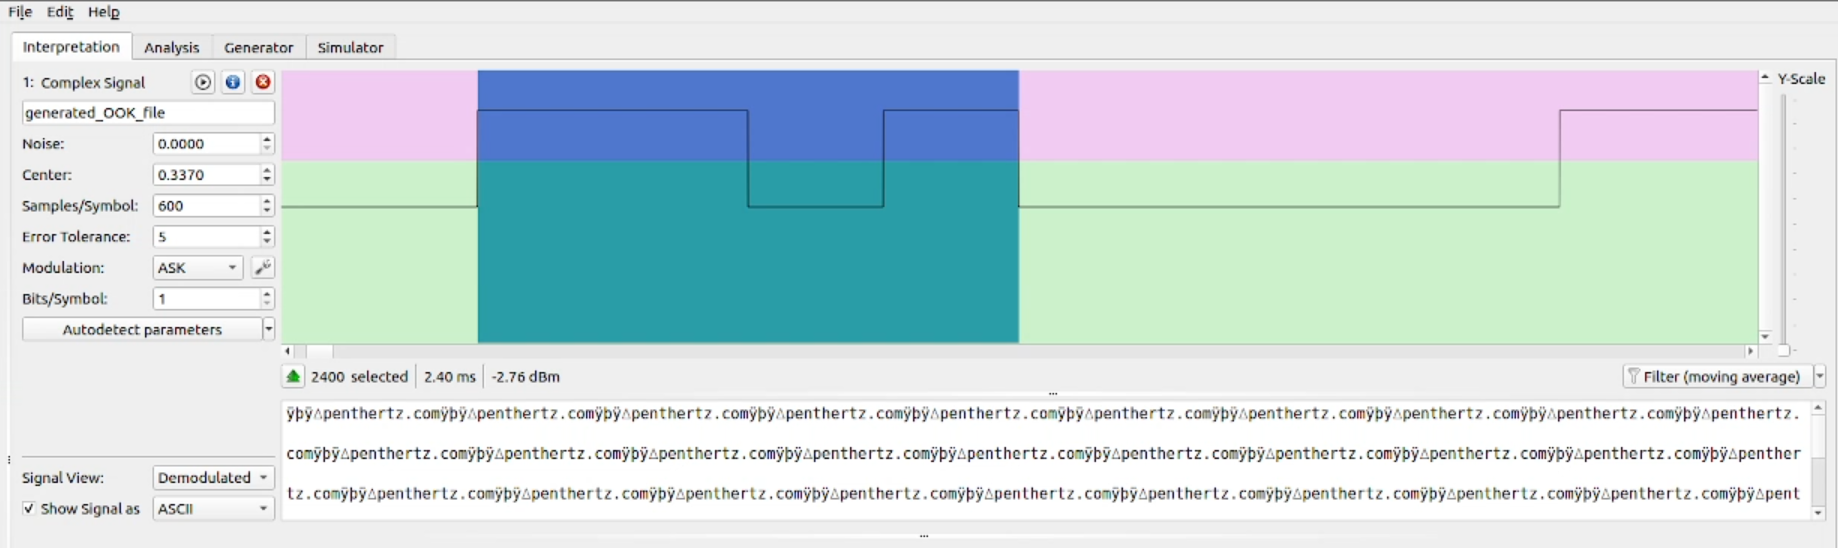 File Edit Help
Interpretation Analysis Generator Simulator
1: Complex Signal
generated_OOK_file
Noise: 0.0000
Center: 0.3370
Samples/Symbol: 600
Error Tolerance: 5
Modulation: ASK
Bits/Symbol: 1
Autodetect parameters
Y-Scale
2400 selected 2.40 ms -2.76 dBm
Filter (moving average)
ÿþÿ△penthertz.comÿþÿ△penthertz.comÿþÿ△penthertz.comÿþÿ△penthertz.comÿþÿ△penthertz.comÿþÿ△penthertz.comÿþÿ△penthertz.comÿþÿ△penthertz.comÿþÿ△penthertz.comÿþÿ△penthertz.
comÿþÿ△penthertz.comÿþÿ△penthertz.comÿþÿ△penthertz.comÿþÿ△penthertz.comÿþÿ△penthertz.comÿþÿ△penthertz.comÿþÿ△penthertz.comÿþÿ△penthertz.comÿþÿ△penthertz.comÿþÿ△penther
tz.comÿþÿ△penthertz.comÿþÿ△penthertz.comÿþÿ△penthertz.comÿþÿ△penthertz.comÿþÿ△penthertz.comÿþÿ△penthertz.comÿþÿ△penthertz.comÿþÿ△penthertz.comÿþÿ△penthertz.comÿþÿ△pent
Signal View: Demodulated
Show Signal as ASCII